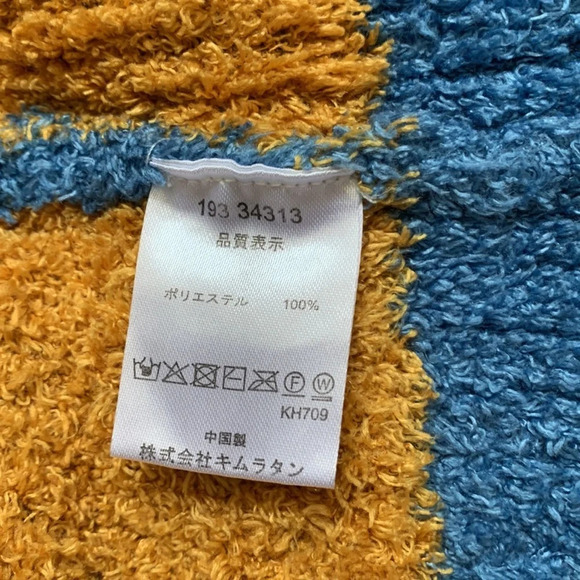 193 34313
品質表示
ポリエステル 100%
F W
KH709
中国製
株式会社キムラタン